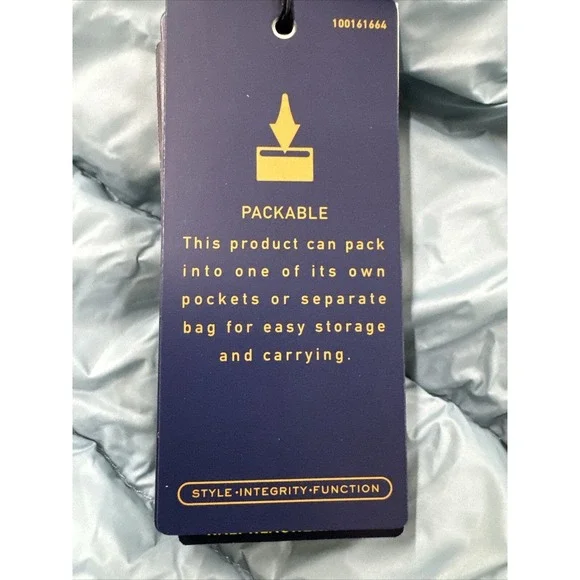 100161664
PACKABLE
This product can pack
into one of its own
pockets or separate
bag for easy storage
and carrying.
STYLE•INTEGRITY•FUNCTION